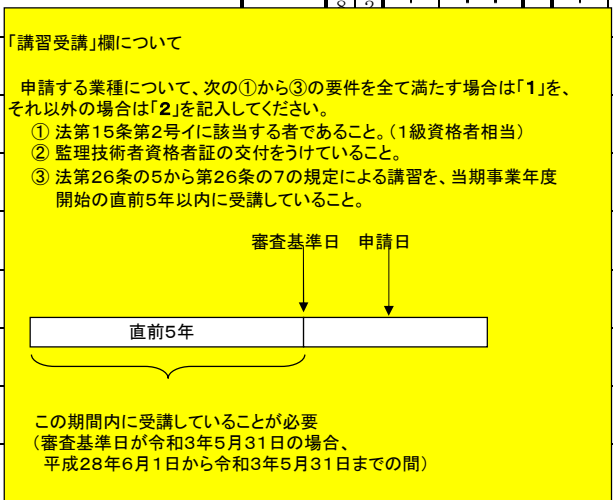 「講習受講」欄について
申請する業種について、次の①から③の要件を全て満たす場合は「1」を、
それ以外の場合は「2」を記入してください。
① 法第15条第2号イに該当する者であること。(1級資格者相当)
② 監理技術者資格者証の交付をうけていること。
③ 法第26条の5から第26条の7の規定による講習を、当期事業年度
開始の直前5年以内に受講していること。
審査基準日 申請日
直前5年
この期間内に受講していることが必要
(審査基準日が令和3年5月31日の場合、
平成28年6月1日から令和3年5月31日までの間)